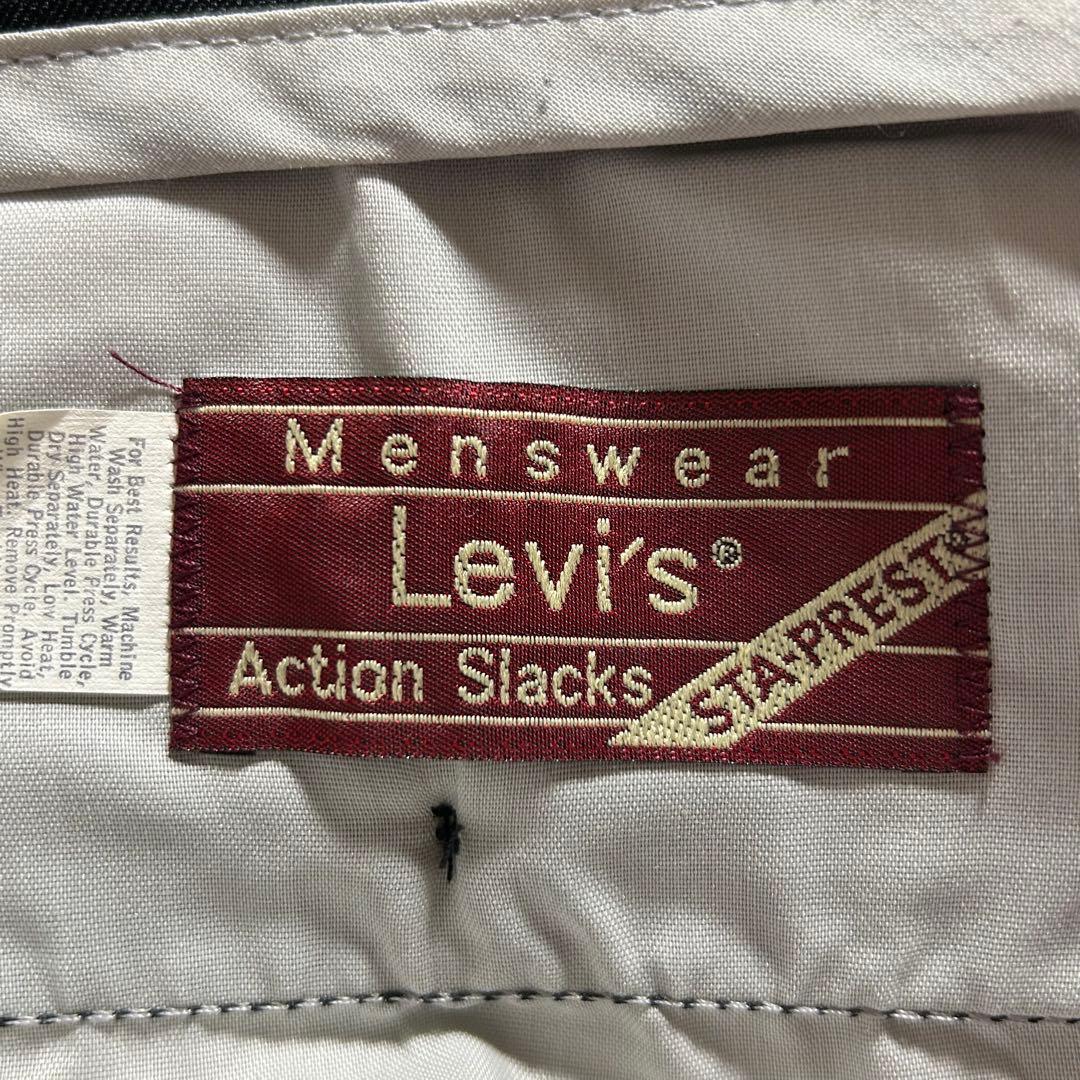 Menswear
Levi's®
Action Slacks
STA-PREST®
For Best Results, Machine
Wash Separately, Warm
Water, Durable Press Cycle,
High Water Level. Tumble
Dry Separately, Low Heat,
Durable Press Cycle. Avoid
High Heat. Remove Promptly